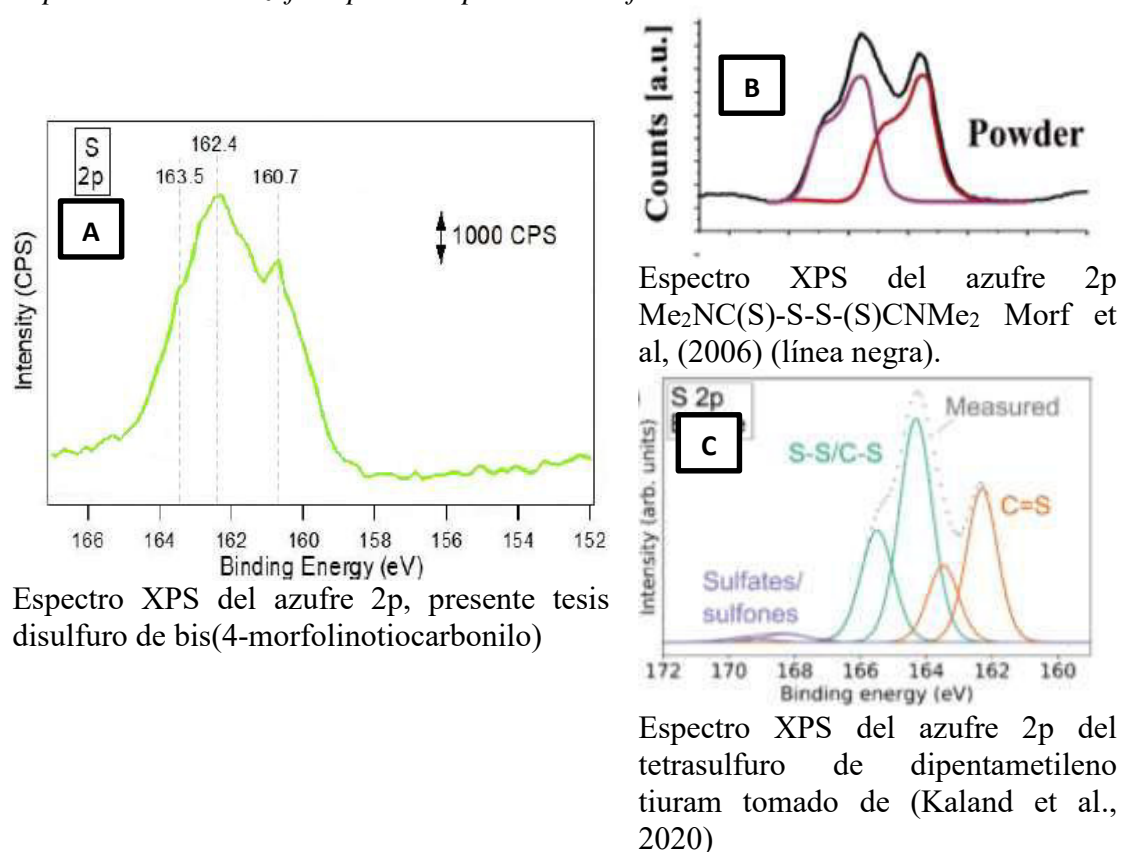 S
2p
A
163.5
162.4
160.7
1000 CPS
Intensity (CPS)
166 164 162 160 158 156 154 152
Binding Energy (eV)
Espectro XPS del azufre 2p, presente tesis
disulfuro de bis(4-morfolinotiocarbonilo)
Counts [a.u.]
B
Powder
Espectro XPS del azufre 2p
Me2NC(S)-S-S-(S)CNMe2 Morf et
al, (2006) (línea negra).
S 2p
C
Measured
S-S/C-S
C=S
Sulfates/
sulfones
Intensity (arb. units)
172 170 168 166 164 162 160
Binding energy (eV)
Espectro XPS del azufre 2p del
tetrasulfuro de dipentametileno
tiuram tomado de (Kaland et al.,
2020)